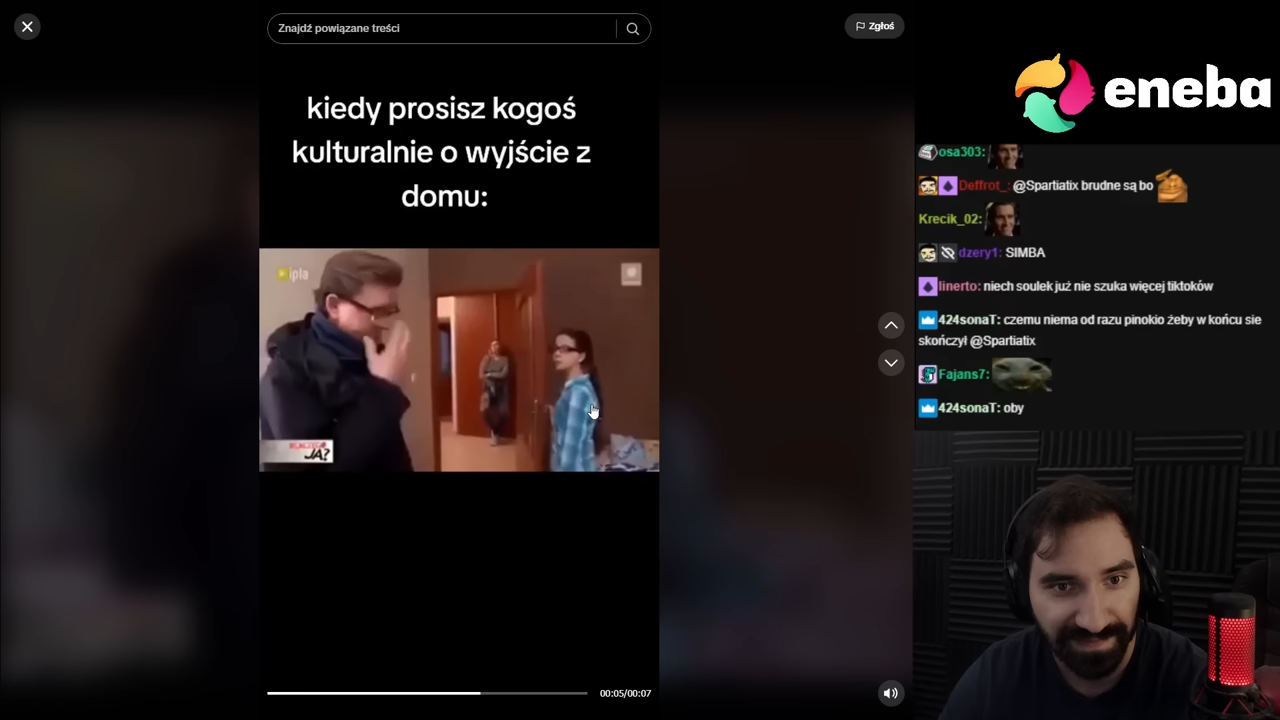 Znajdź powiązane treści
Zgłoś
kiedy prosisz kogoś
kulturalnie o wyjście z
domu:
ipla
DLACZEGO
JA?
00:05/00:07
eneba
osa303:
Deffrot_: @Spartiatix brudne są bo
Krecik_02:
dzery1: SIMBA
linerto: niech soulek już nie szuka więcej tiktoków
424sonaT: czemu niema od razu pinokio żeby w końcu sie
skończył @Spartiatix
Fajans7:
424sonaT: oby